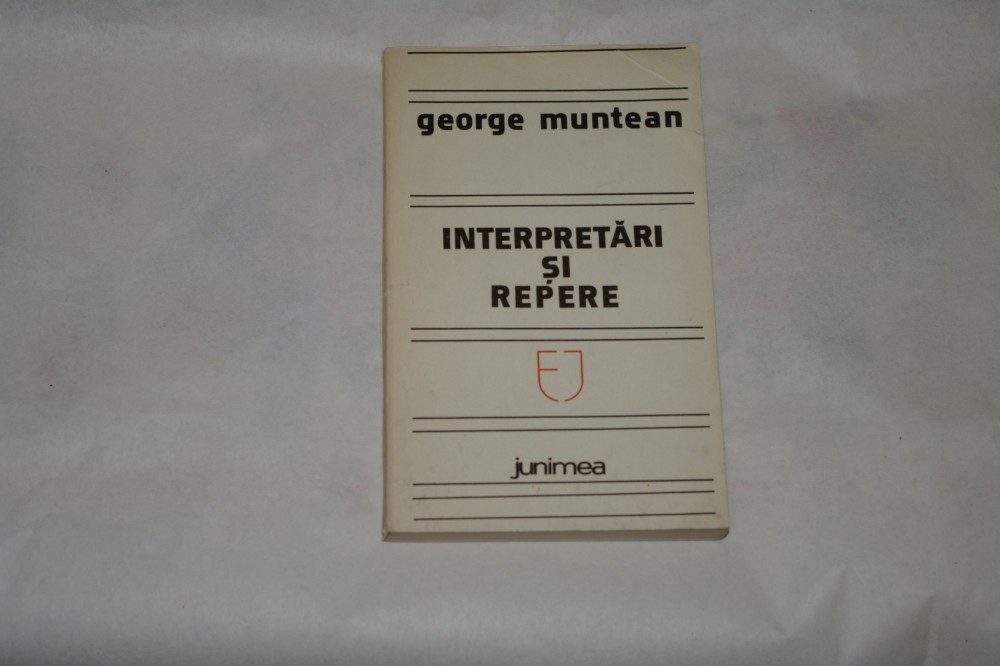 george muntean
INTERPRETĂRI
ȘI
REPERE
EJ
junimea